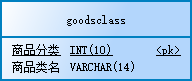 goodsclass
商品分类 INT(10) <pk>
商品类名 VARCHAR(14)